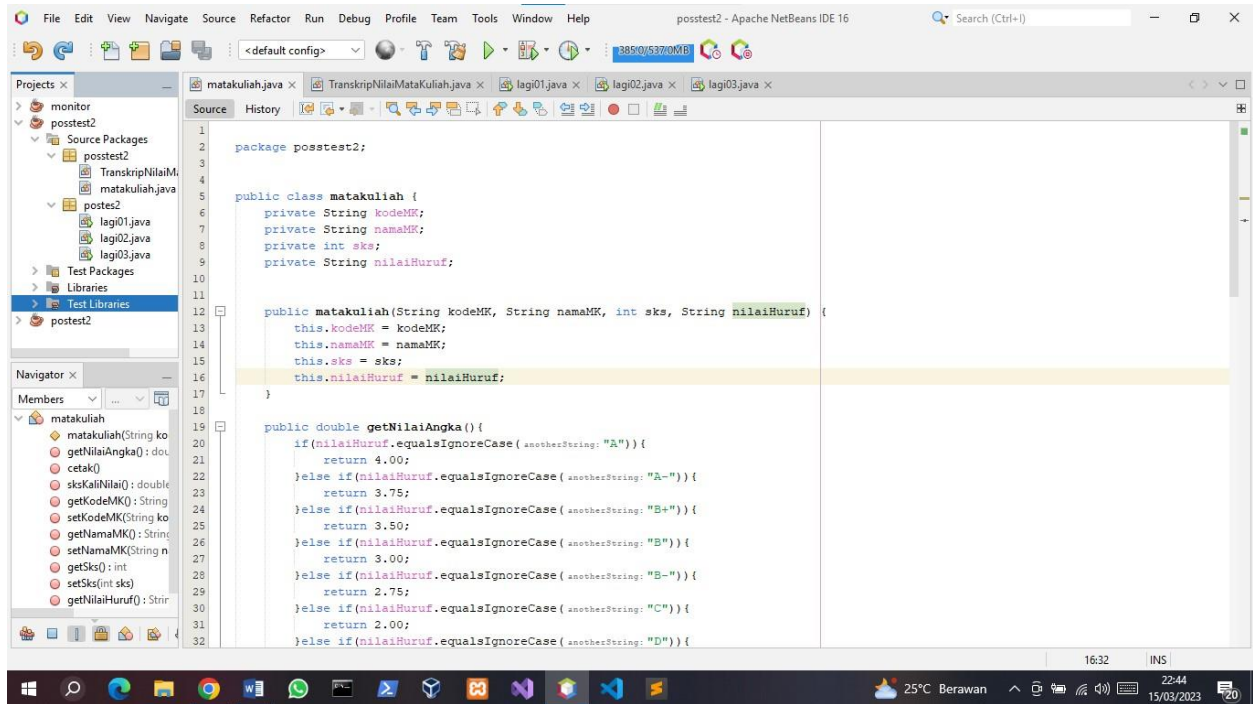 File Edit View Navigate Source Refactor Run Debug Profile Team Tools Window Help posstest2 - Apache NetBeans IDE 16 Search (Ctrl+I)
<default config> 385.0/537.0MB
Projects
monitor
posstest2
Source Packages
posstest2
TranskripNilaiMa
matakuliah.java
postes2
lagi01.java
lagi02.java
lagi03.java
Test Packages
Libraries
Test Libraries
postest2
Navigator
Members ...
matakuliah
matakuliah(String ko
getNilaiAngka() : dou
cetak()
sksKaliNilai() : double
getKodeMK() : String
setKodeMK(String ko
getNamaMK() : String
setNamaMK(String n
getSks() : int
setSks(int sks)
getNilaiHuruf() : Strin
matakuliah.java TranskripNilaiMataKuliah.java lagi01.java lagi02.java lagi03.java
Source History
1
2 package posstest2;
3
4
5 public class matakuliah {
6 private String kodeMK;
7 private String namaMK;
8 private int sks;
9 private String nilaiHuruf;
10
11
12 public matakuliah(String kodeMK, String namaMK, int sks, String nilaiHuruf) {
13 this.kodeMK = kodeMK;
14 this.namaMK = namaMK;
15 this.sks = sks;
16 this.nilaiHuruf = nilaiHuruf;
17 }
18
19 public double getNilaiAngka(){
20 if(nilaiHuruf.equalsIgnoreCase( anotherString: "A")){
21 return 4.00;
22 }else if(nilaiHuruf.equalsIgnoreCase( anotherString: "A-")){
23 return 3.75;
24 }else if(nilaiHuruf.equalsIgnoreCase( anotherString: "B+")){
25 return 3.50;
26 }else if(nilaiHuruf.equalsIgnoreCase( anotherString: "B")){
27 return 3.00;
28 }else if(nilaiHuruf.equalsIgnoreCase( anotherString: "B-")){
29 return 2.75;
30 }else if(nilaiHuruf.equalsIgnoreCase( anotherString: "C")){
31 return 2.00;
32 }else if(nilaiHuruf.equalsIgnoreCase( anotherString: "D")){
16:32 INS
25°C Berawan
22:44
15/03/2023
20